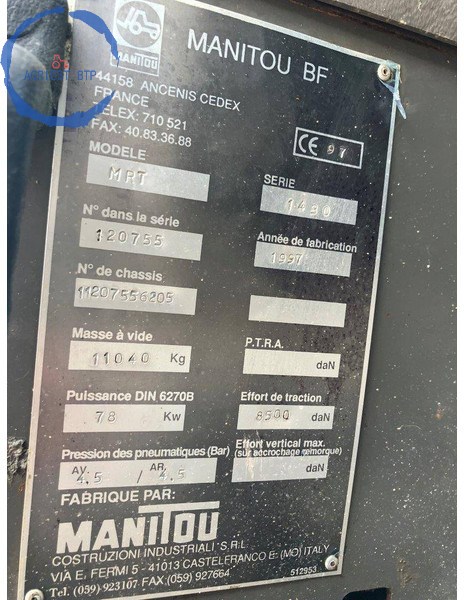 MANITOU
MANITOU BF
44158 ANCENIS CEDEX
FRANCE
TELEX: 710 521
FAX: 40.83.36.88
CE 97
MODELE
MRT
SERIE
1490
N° dans la série
120755
Année de fabrication
1997
N° de chassis
11207556205
Masse à vide
11040 Kg
P.T.R.A.
daN
Puissance DIN 6270B
78 Kw
Effort de traction
8500 daN
Pression des pneumatiques (Bar)
AV. 4.5 / AR. 4.5
Effort vertical max.
(sur accrochage remorque)
daN
FABRIQUE PAR:
MANITOU
COSTRUZIONI INDUSTRIALI S.R.L.
VIA E. FERMI 5 - 41013 CASTELFRANCO E. (MO) ITALY
Tel. (059) 923107 FAX (059) 927664
512953
BTP